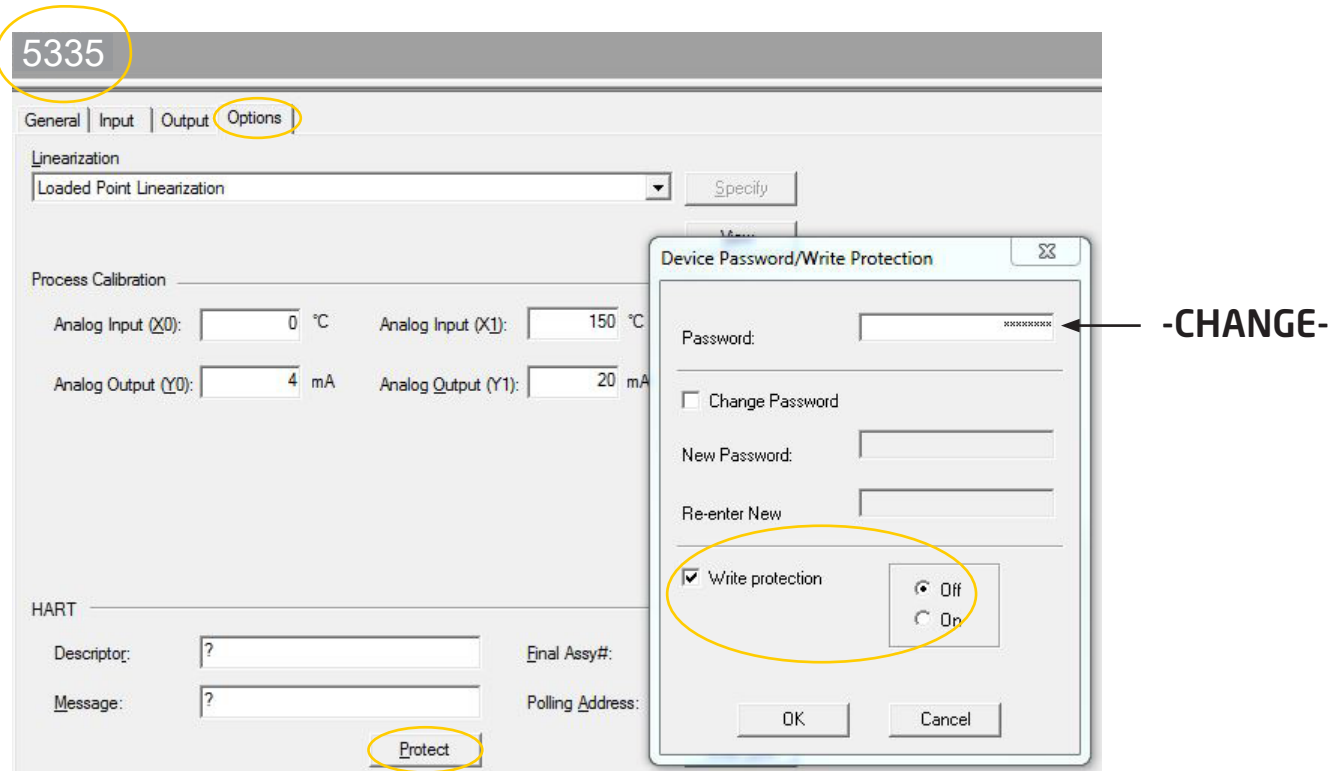 5335
General Input Output Options
Linearization
Loaded Point Linearization Specify
Process Calibration
Analog Input (X0): 0 °C Analog Input (X1): 150 °C
Analog Output (Y0): 4 mA Analog Output (Y1): 20 mA
HART
Descriptor: ? Final Assy#:
Message: ? Polling Address:
Protect
Device Password/Write Protection
Password: ******** -CHANGE-
Change Password
New Password:
Re-enter New
Write protection Off
On
OK Cancel